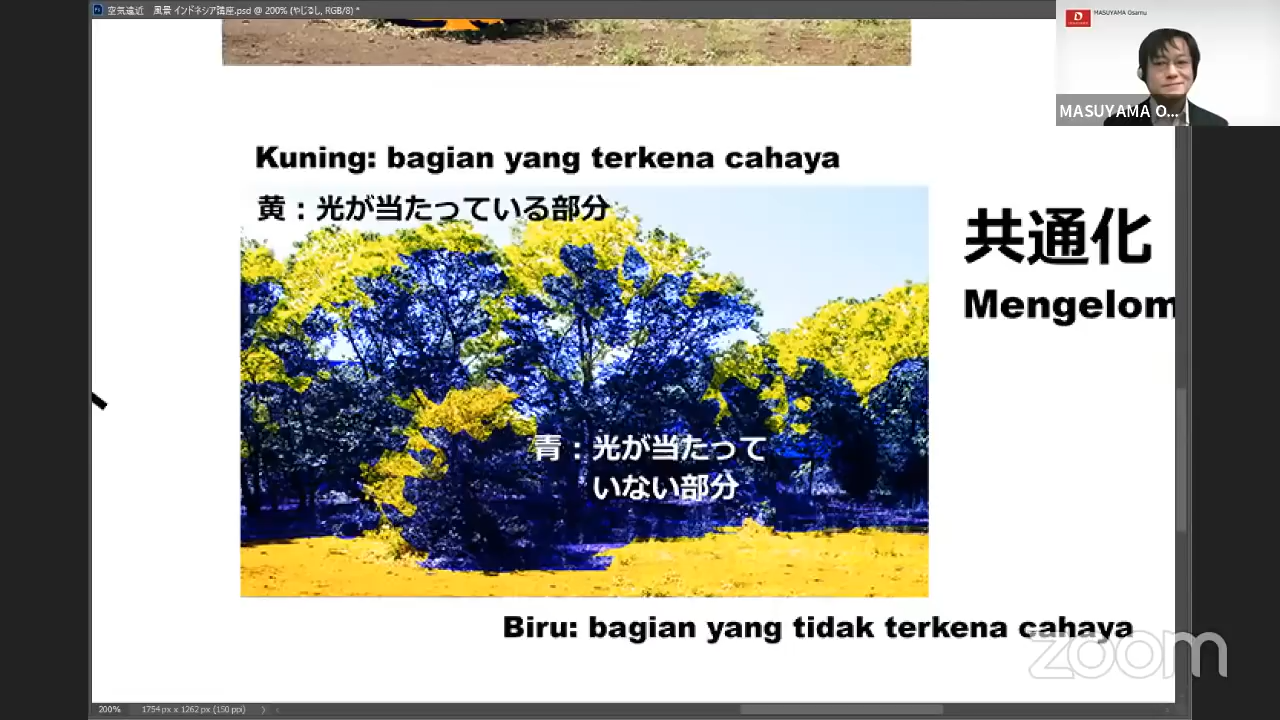 空気遠近 風景 インドネシア講座.psd @ 200% (やじるし, RGB/8) *
MASUYAMA Osamu
MASUYAMA O...
Kuning: bagian yang terkena cahaya
黄：光が当たっている部分
共通化
Mengelom
青：光が当たって
いない部分
Biru: bagian yang tidak terkena cahaya
zoom
200%
1754 px x 1262 px (150 ppi)